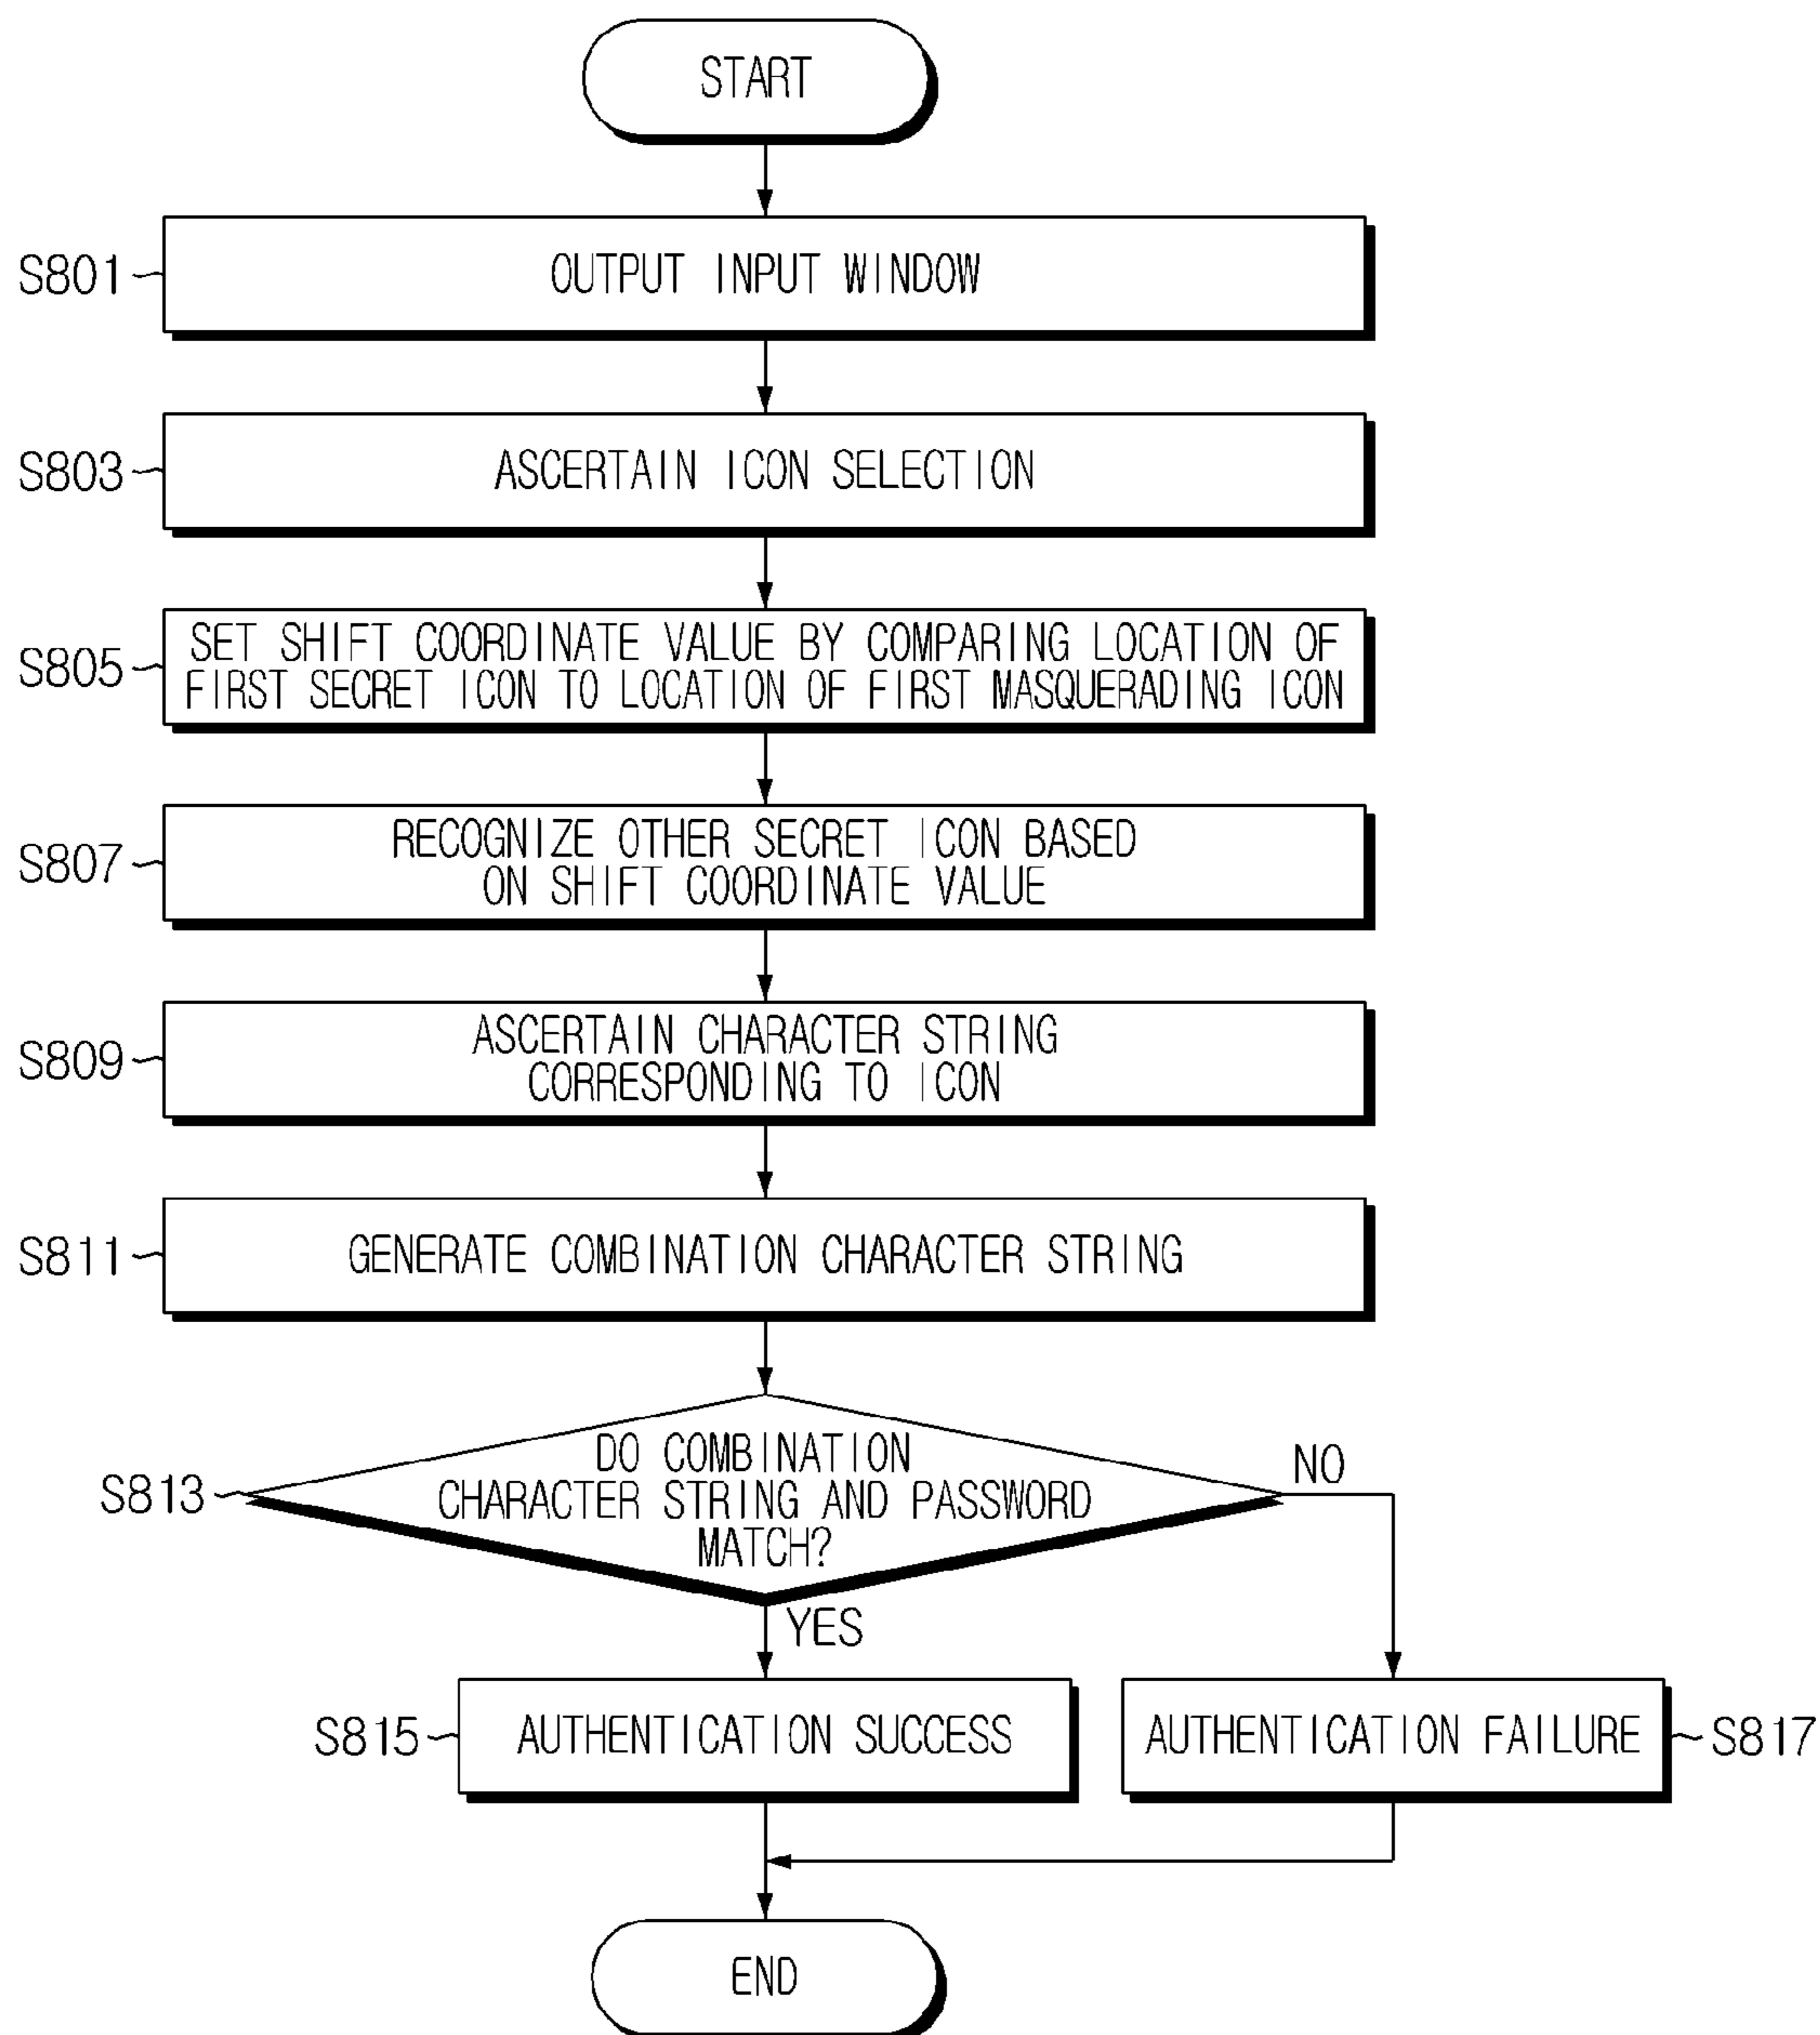 START
S801
OUTPUT INPUT WINDOW
S803
ASCERTAIN ICON SELECTION
S805
SET SHIFT COORDINATE VALUE BY COMPARING LOCATION OF
FIRST SECRET ICON TO LOCATION OF FIRST MASQUERADING ICON
S807
RECOGNIZE OTHER SECRET ICON BASED
ON SHIFT COORDINATE VALUE
S809
ASCERTAIN CHARACTER STRING
CORRESPONDING TO ICON
S811
GENERATE COMBINATION CHARACTER STRING
S813
DO COMBINATION
CHARACTER STRING AND PASSWORD
MATCH?
NO
YES
S815
AUTHENTICATION SUCCESS
AUTHENTICATION FAILURE
S817
END